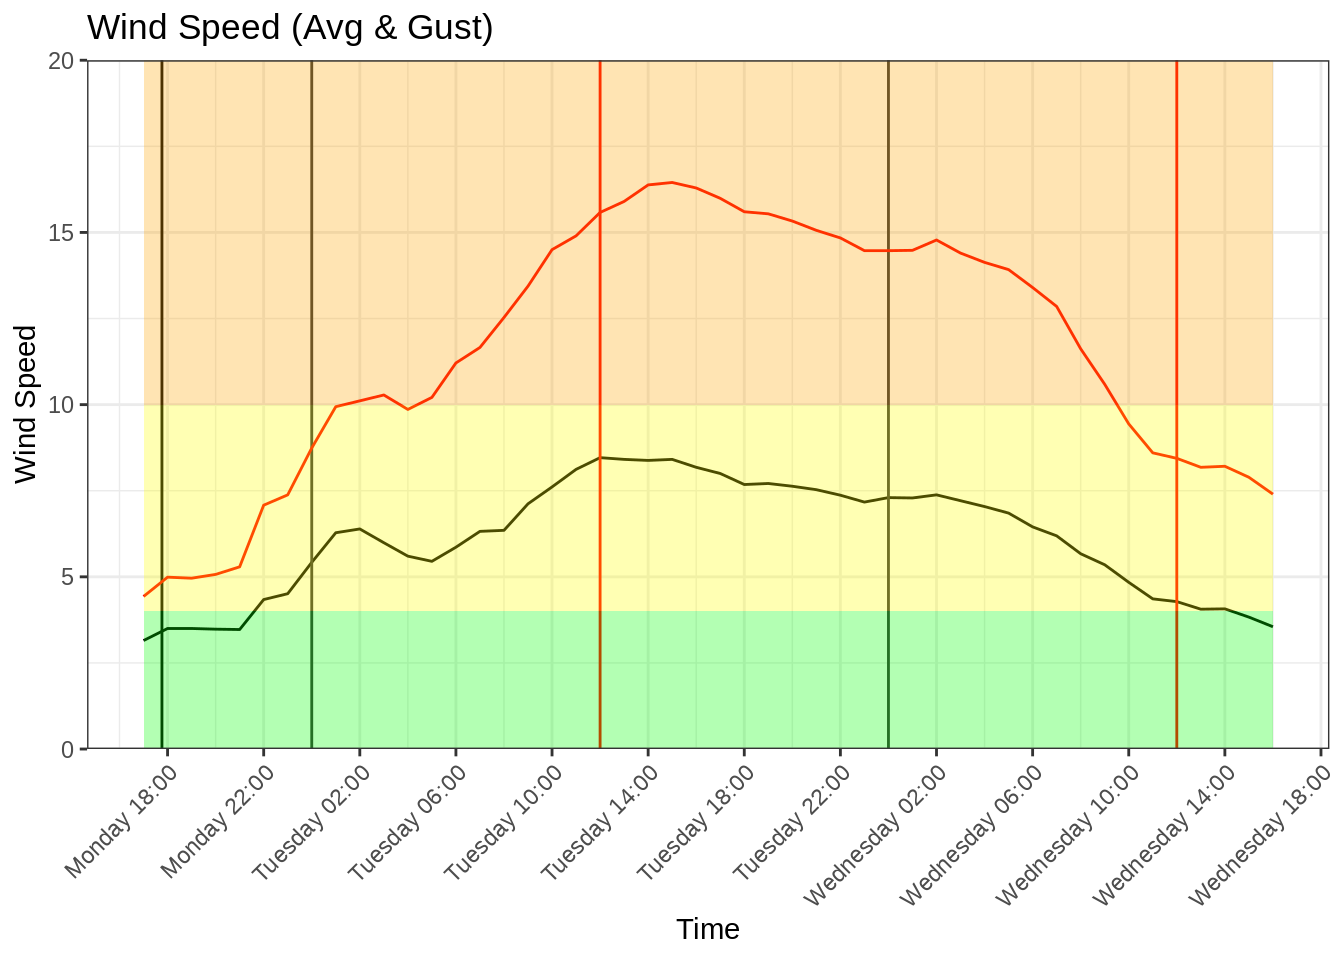 Wind Speed (Avg & Gust)
20
15
10
5
0
Wind Speed
Monday 18:00
Monday 22:00
Tuesday 02:00
Tuesday 06:00
Tuesday 10:00
Tuesday 14:00
Tuesday 18:00
Tuesday 22:00
Wednesday 02:00
Wednesday 06:00
Wednesday 10:00
Wednesday 14:00
Wednesday 18:00
Time